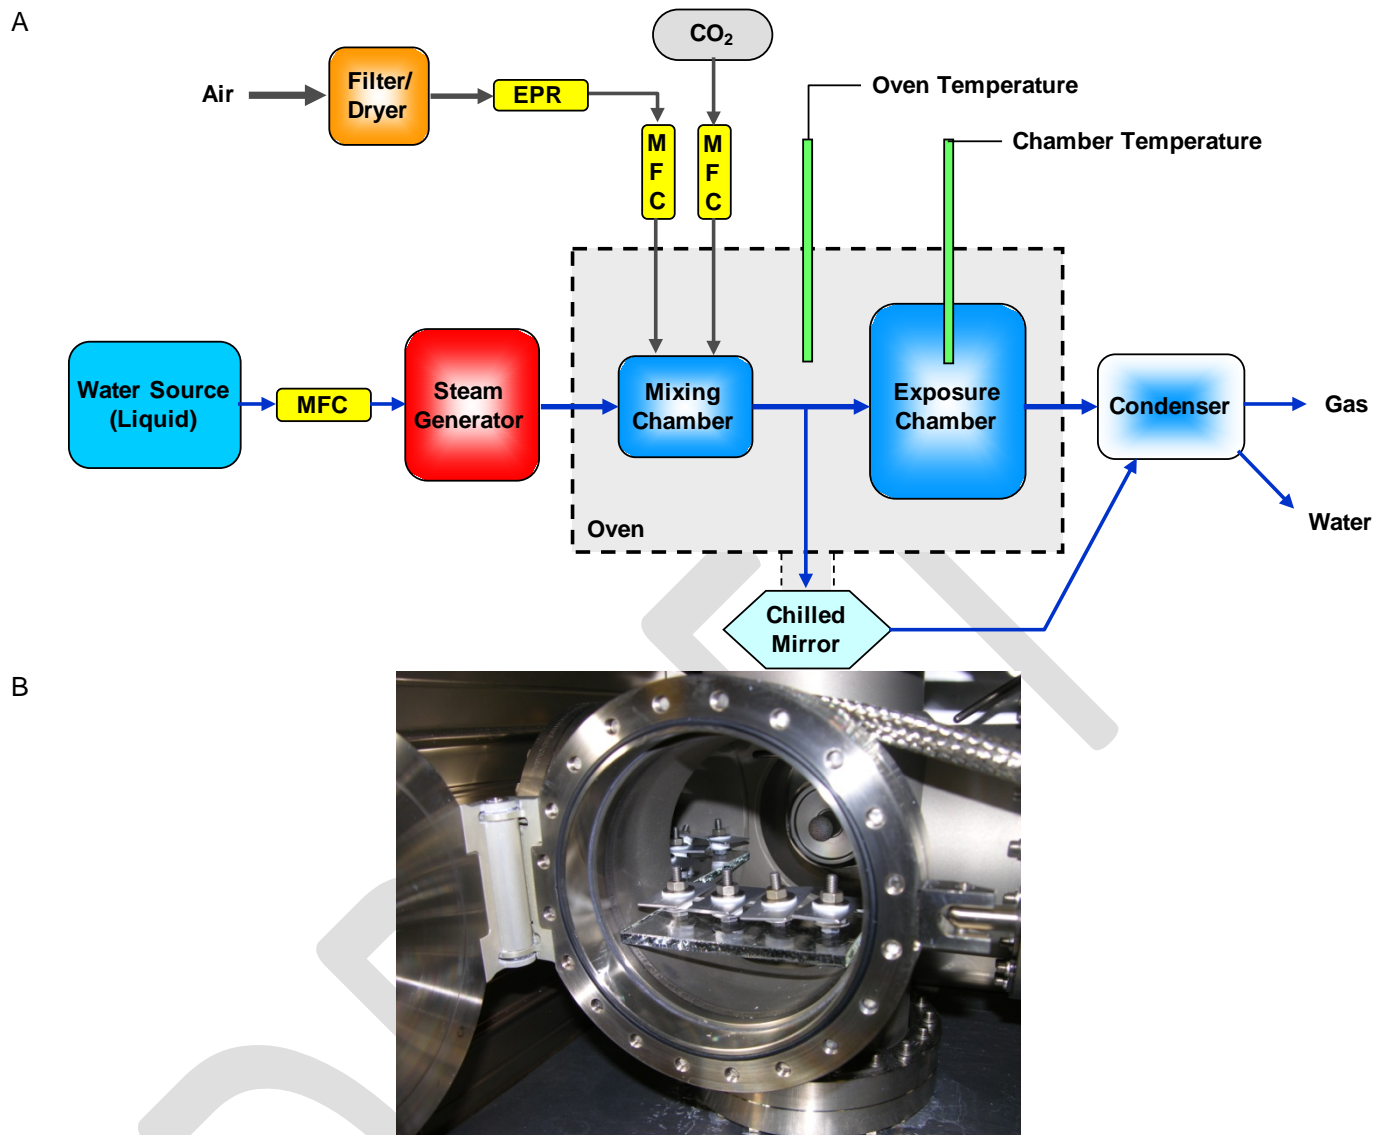 A
CO₂
Air
Filter/
Dryer
EPR
Oven Temperature
M
F
C
M
F
C
Chamber Temperature
Water Source
(Liquid)
MFC
Steam
Generator
Mixing
Chamber
Exposure
Chamber
Condenser
Gas
Water
Oven
Chilled
Mirror
B